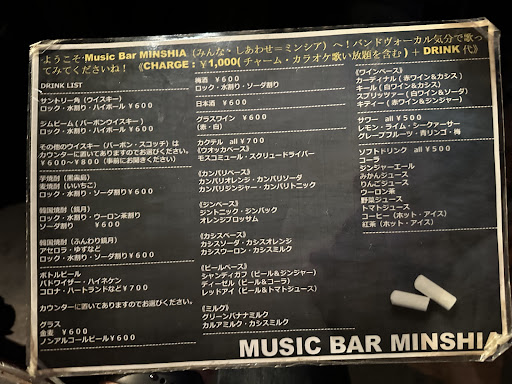 ようこそ Music Bar MINSHIA（みんな、しあわせ＝ミンシア）へ！バンドヴォーカル気分で歌っ
てみてくださいね！ 《CHARGE：￥1,000(チャーム・カラオケ歌い放題を含む)＋DRINK代》
DRINK LIST
サントリー角（ウイスキー）
ロック・水割り・ハイボール ￥600
ジムビーム（バーボンウイスキー）
ロック・水割り・ハイボール ￥600
その他のウイスキー（バーボン・スコッチ）は
カウンターに置いてありますのでお選びください。
￥600～￥800（事前にお聞きください）
芋焼酎（黒霧島）
麦焼酎（いいちこ）
ロック・水割り・ソーダ割り￥600
韓国焼酎（鏡月）
ロック・水割り・ウーロン茶割り
ソーダ割り ￥600
韓国焼酎（ふんわり鏡月）
アセロラ・ゆずなど
ロック・水割り・ソーダ割り￥600
ボトルビール
バドワイザー・ハイネケン
コロナ・ハートランドなど￥700
カウンターに置いてありますのでお選びください。
グラス
金麦 ￥600
ノンアルコールビール￥600
梅酒 ￥600
ロック・水割り・ソーダ割り
日本酒 ￥600
グラスワイン ￥600
（赤・白）
カクテル all￥700
《ウオッカベース》
モスコミュール・スクリュードライバー
《カンパリベース》
カンパリオレンジ・カンパリソーダ
カンパリジンジャー・カンパリトニック
《ジンベース》
ジントニック・ジンバック
オレンジブロッサム
《カシスベース》
カシスソーダ・カシスオレンジ
カシスウーロン・カシスミルク
《ビールベース》
シャンディカフ（ビール&ジンジャー）
ディーゼル（ビール&コーラ）
レッドアイ（ビール&トマトジュース）
《ミルク》
グリーンバナナミルク
カルアミルク・カシスミルク
《ワインベース》
カーディナル（赤ワイン&カシス）
キール（白ワイン&カシス）
スプリッツァー（白ワイン&ソーダ）
キティー（赤ワイン&ジンジャー）
サワー all￥500
レモン・ライム・シークァーサー
グレープフルーツ・青リンゴ・梅
ソフトドリンク all￥500
コーラ
ジンジャーエール
みかんジュース
りんごジュース
ウーロン茶
野菜ジュース
トマトジュース
コーヒー（ホット・アイス）
紅茶（ホット・アイス）
MUSIC BAR MINSHIA